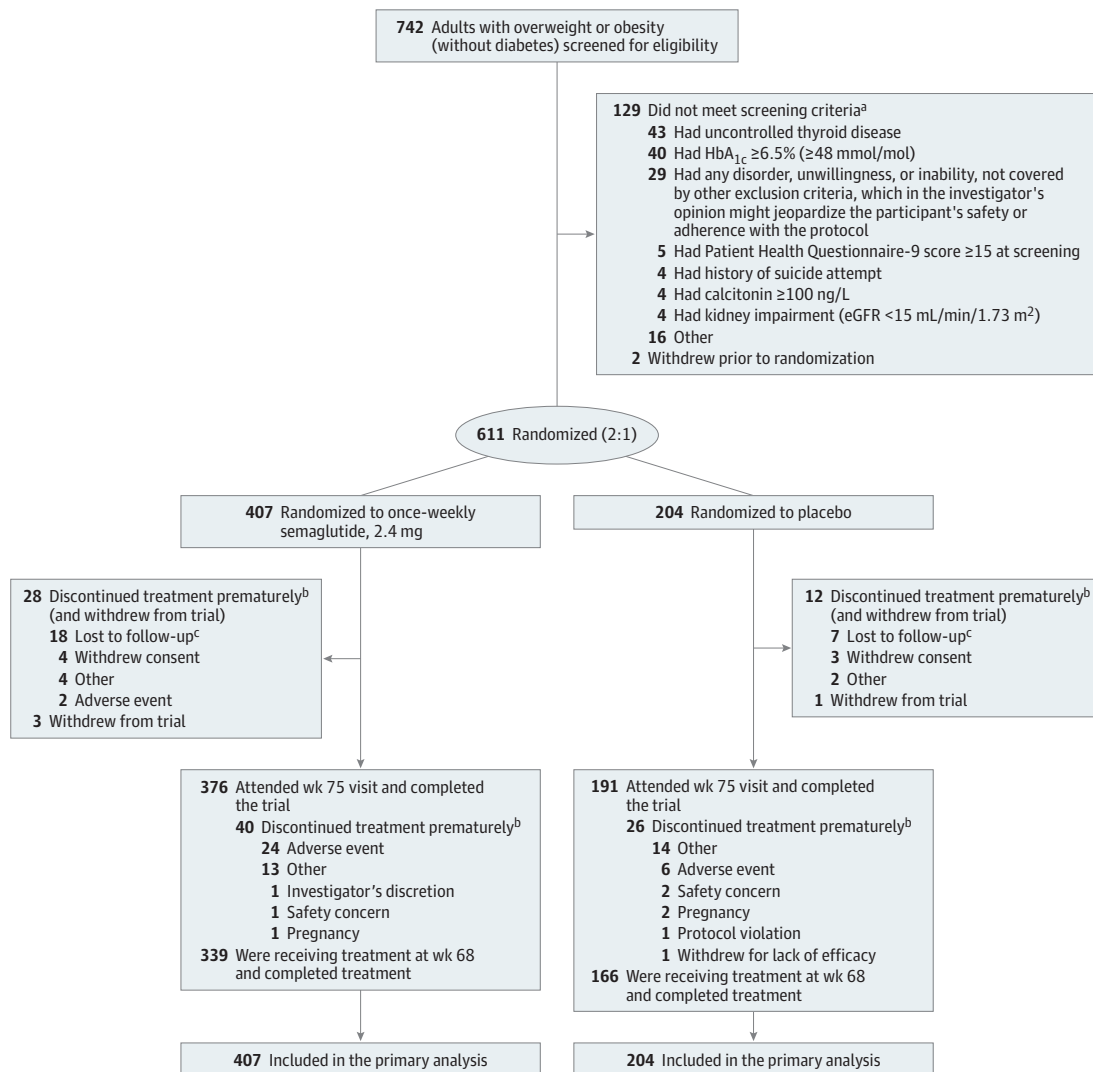 742 Adults with overweight or obesity
(without diabetes) screened for eligibility
129 Did not meet screening criteriaᵃ
43 Had uncontrolled thyroid disease
40 Had HbA1c ≥6.5% (≥48 mmol/mol)
29 Had any disorder, unwillingness, or inability, not covered
by other exclusion criteria, which in the investigator's
opinion might jeopardize the participant's safety or
adherence with the protocol
5 Had Patient Health Questionnaire-9 score ≥15 at screening
4 Had history of suicide attempt
4 Had calcitonin ≥100 ng/L
4 Had kidney impairment (eGFR <15 mL/min/1.73 m²)
16 Other
2 Withdrew prior to randomization
611 Randomized (2:1)
407 Randomized to once-weekly
semaglutide, 2.4 mg
204 Randomized to placebo
28 Discontinued treatment prematurelyᵇ
(and withdrew from trial)
18 Lost to follow-upᶜ
4 Withdrew consent
4 Other
2 Adverse event
3 Withdrew from trial
12 Discontinued treatment prematurelyᵇ
(and withdrew from trial)
7 Lost to follow-upᶜ
3 Withdrew consent
2 Other
1 Withdrew from trial
376 Attended wk 75 visit and completed
the trial
40 Discontinued treatment prematurelyᵇ
24 Adverse event
13 Other
1 Investigator's discretion
1 Safety concern
1 Pregnancy
339 Were receiving treatment at wk 68
and completed treatment
191 Attended wk 75 visit and completed
the trial
26 Discontinued treatment prematurelyᵇ
14 Other
6 Adverse event
2 Safety concern
2 Pregnancy
1 Protocol violation
1 Withdrew for lack of efficacy
166 Were receiving treatment at wk 68
and completed treatment
407 Included in the primary analysis
204 Included in the primary analysis